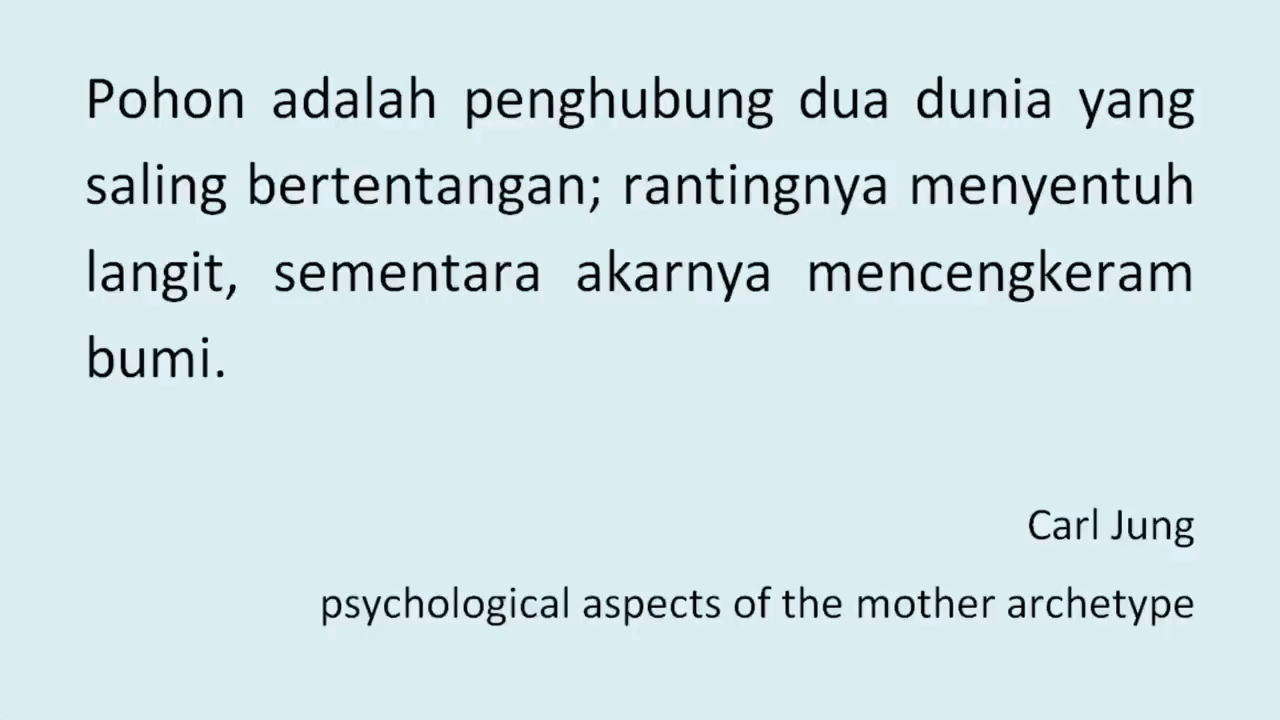 Pohon adalah penghubung dua dunia yang
saling bertentangan; rantingnya menyentuh
langit, sementara akarnya mencengkeram
bumi.
Carl Jung
psychological aspects of the mother archetype